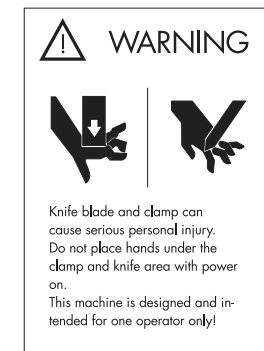 WARNING
Knife blade and clamp can
cause serious personal injury.
Do not place hands under the
clamp and knife area with power
on.
This machine is designed and in-
tended for one operator only!